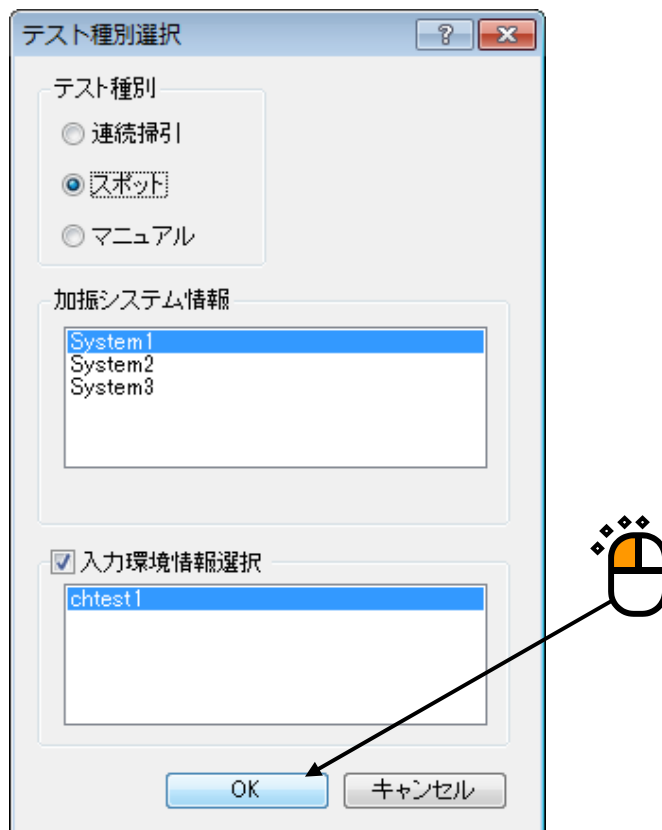 テスト種別選択
?
テスト種別
連続掃引
スポット
マニュアル
加振システム情報
System1
System2
System3
入力環境情報選択
chtest1
OK
キャンセル